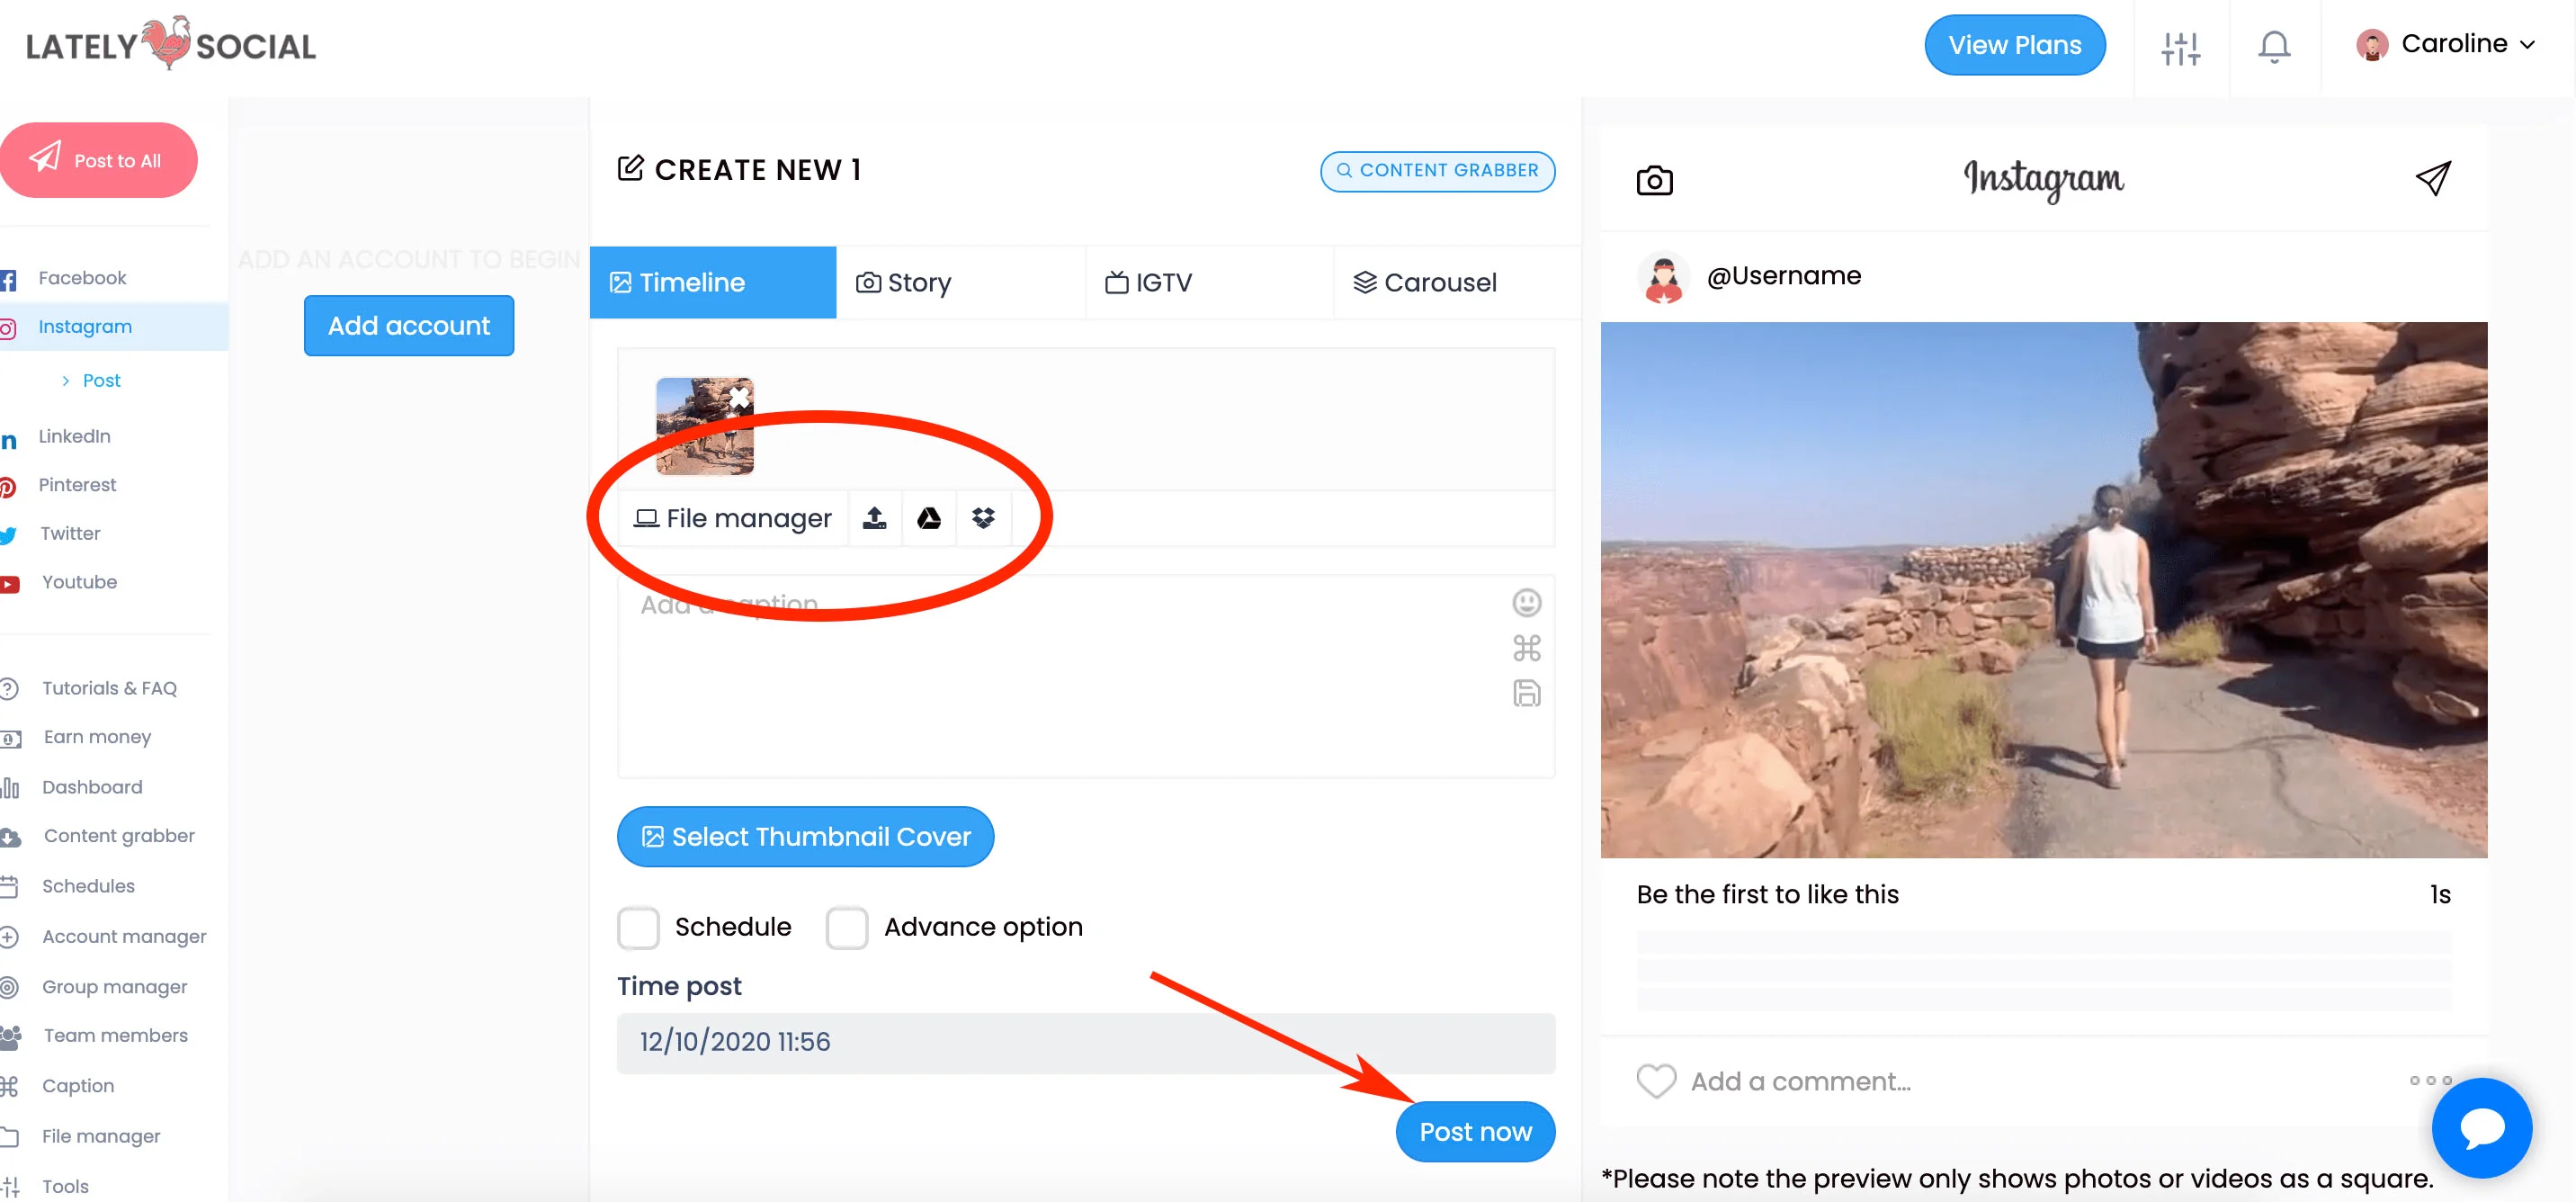 LATELY SOCIAL
View Plans
Caroline
Post to All
Facebook
Instagram
Post
LinkedIn
Pinterest
Twitter
Youtube
Tutorials & FAQ
Earn money
Dashboard
Content grabber
Schedules
Account manager
Group manager
Team members
Caption
File manager
Tools
ADD AN ACCOUNT TO BEGIN
Add account
CREATE NEW 1
CONTENT GRABBER
Timeline
Story
IGTV
Carousel
File manager
Add a caption
Select Thumbnail Cover
Schedule
Advance option
Time post
12/10/2020 11:56
Post now
Instagram
@Username
Be the first to like this
1s
Add a comment...
*Please note the preview only shows photos or videos as a square.